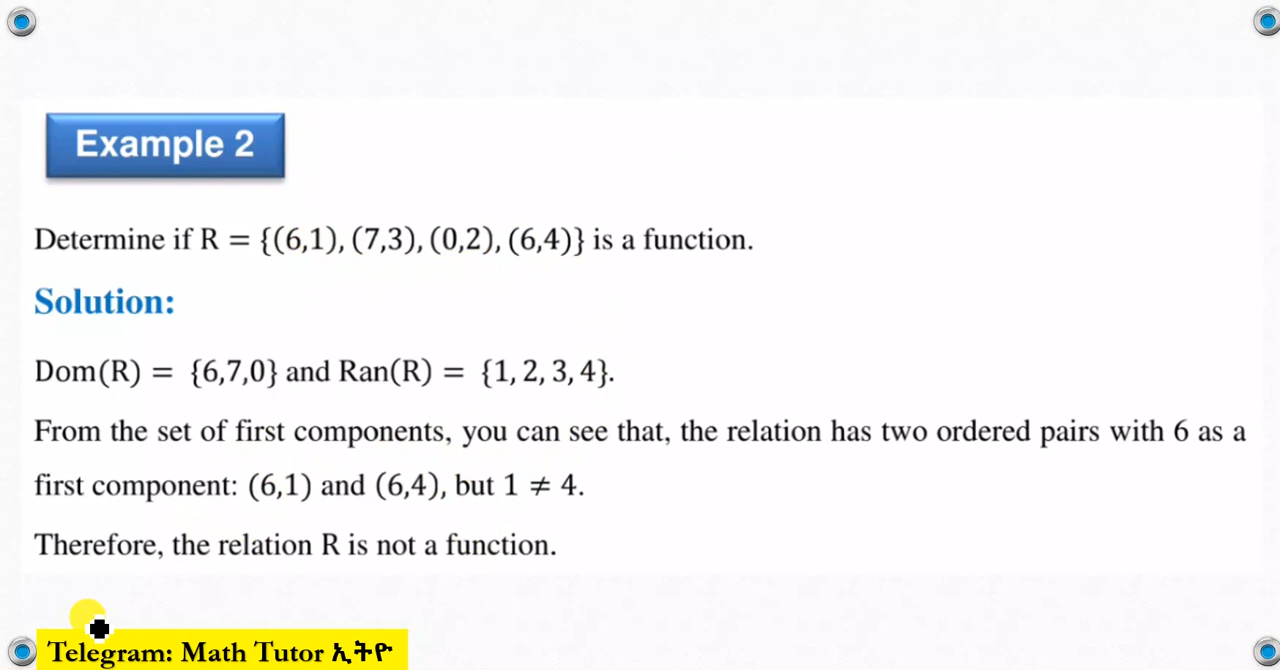 Example 2
Determine if R = {(6,1), (7,3), (0,2), (6,4)} is a function.
Solution:
Dom(R) = {6,7,0} and Ran(R) = {1, 2, 3, 4}.
From the set of first components, you can see that, the relation has two ordered pairs with 6 as a
first component: (6,1) and (6,4), but 1 ≠ 4.
Therefore, the relation R is not a function.
Telegram: Math Tutor ኢትዮ